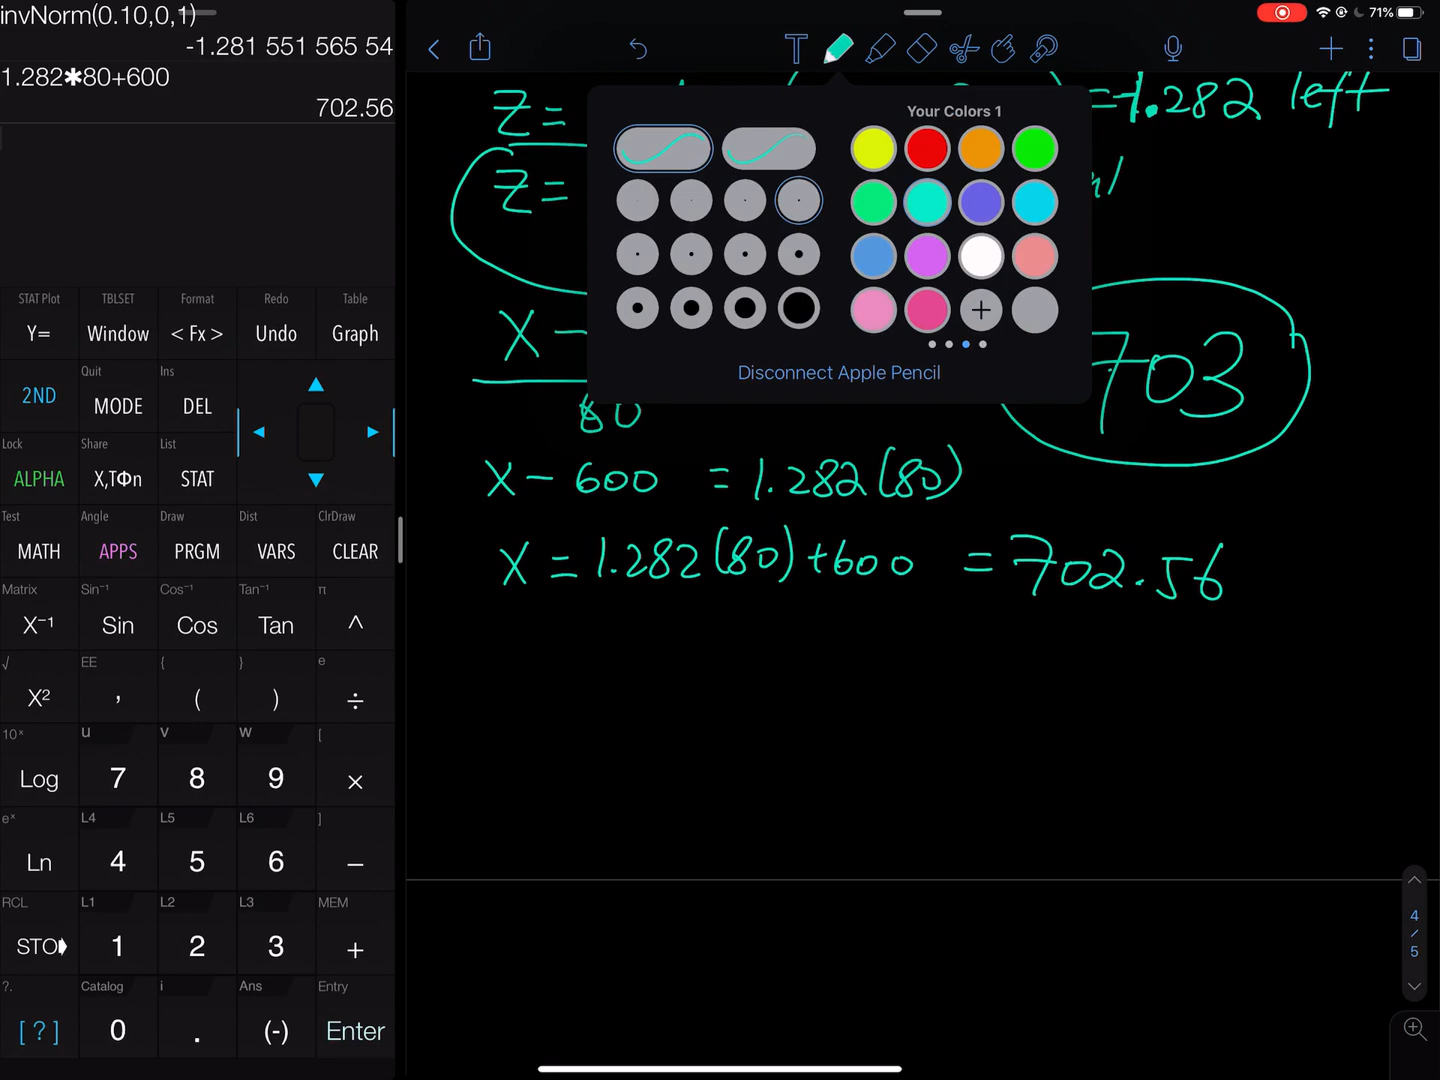 invNorm(0.10,0,1)
-1.281 551 565 54
1.282✱80+600
702.56
STAT Plot TBLSET Format Redo Table
Y= Window < Fx > Undo Graph
Quit Ins
2ND MODE DEL
Lock Share List
ALPHA X,TΦn STAT
Test Angle Draw Dist ClrDraw
MATH APPS PRGM VARS CLEAR
Matrix Sin⁻¹ Cos⁻¹ Tan⁻¹ π
X⁻¹ Sin Cos Tan ^
√ EE { } e
X² , ( ) ÷
10ˣ u v w [
Log 7 8 9 ×
eˣ L4 L5 L6 ]
Ln 4 5 6 −
RCL L1 L2 L3 MEM
STO 1 2 3 +
?. Catalog i Ans Entry
[ ? ] 0 . (-) Enter
71%
T
Z=
=-1.282 left
Z=
Your Colors 1
Disconnect Apple Pencil
X −
80
703
X − 600 = 1.282(80)
X = 1.282(80)+600 = 702.56
4
/
5